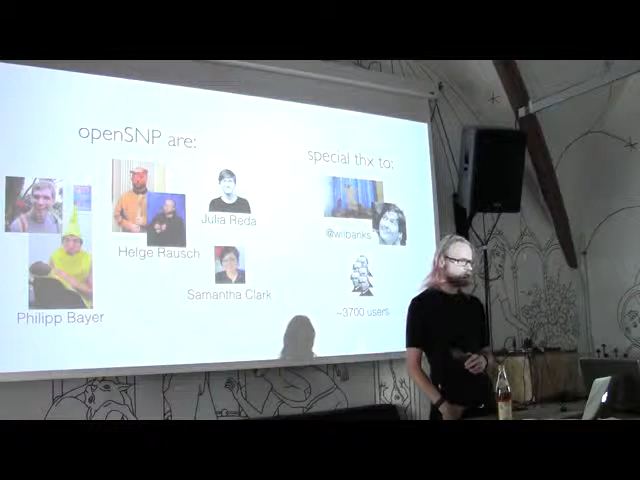 openSNP are:
special thx to:
Julia Reda
@wilbanks
Helge Rausch
Samantha Clark
Philipp Bayer
~3700 users